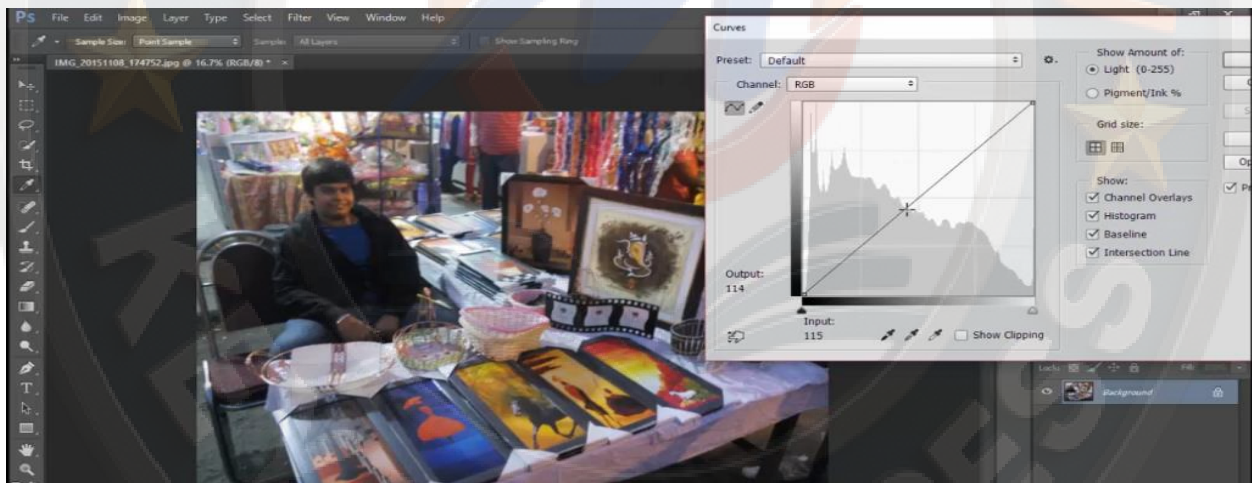 Ps File Edit Image Layer Type Select Filter View Window Help
Sample Size: Point Sample Sample: All Layers Show Sampling Ring
IMG_20151108_174752.jpg @ 16.7% (RGB/8) * ×
Curves
Preset: Default
Channel: RGB
Output:
114
Input:
115
Show Clipping
Show Amount of:
Light (0-255)
Pigment/Ink %
Grid size:
Show:
Channel Overlays
Histogram
Baseline
Intersection Line
Lock:
Fill:
Background